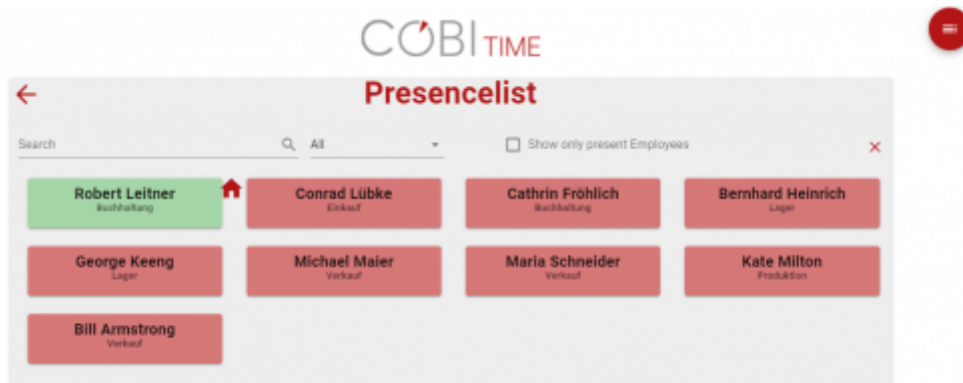 COBI TIME
Presencelist
Search
All
Show only present Employees
Robert Leitner
Buchhaltung
Conrad Lübke
Einkauf
Cathrin Fröhlich
Buchhaltung
Bernhard Heinrich
Lager
George Keeng
Lager
Michael Maier
Verkauf
Maria Schneider
Verkauf
Kate Milton
Produktion
Bill Armstrong
Verkauf